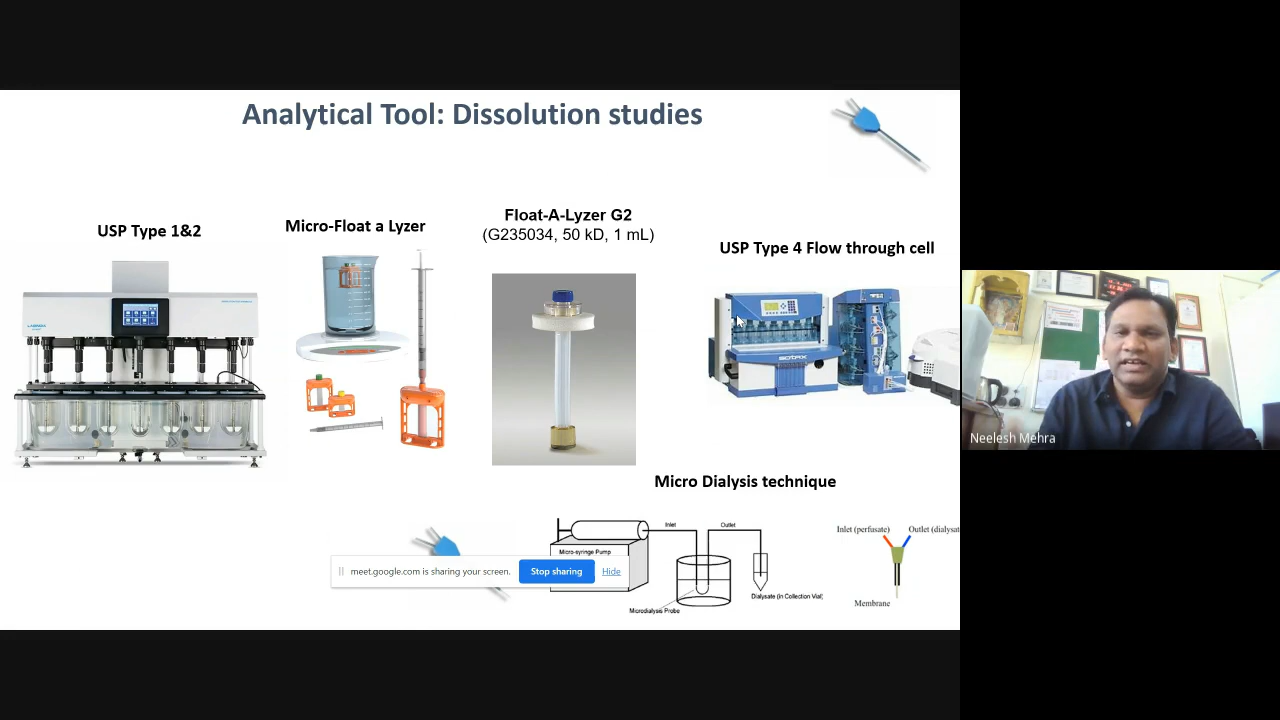 Analytical Tool: Dissolution studies
USP Type 1&2
Micro-Float a Lyzer
Float-A-Lyzer G2
(G235034, 50 kD, 1 mL)
USP Type 4 Flow through cell
SOTAX
Neelesh Mehra
Micro Dialysis technique
Inlet
Outlet
Micro-syringe Pump
Microdialysis Probe
Dialysate (in Collection Vial)
Inlet (perfusate)
Outlet (dialysat
Membrane
meet.google.com is sharing your screen.
Stop sharing
Hide